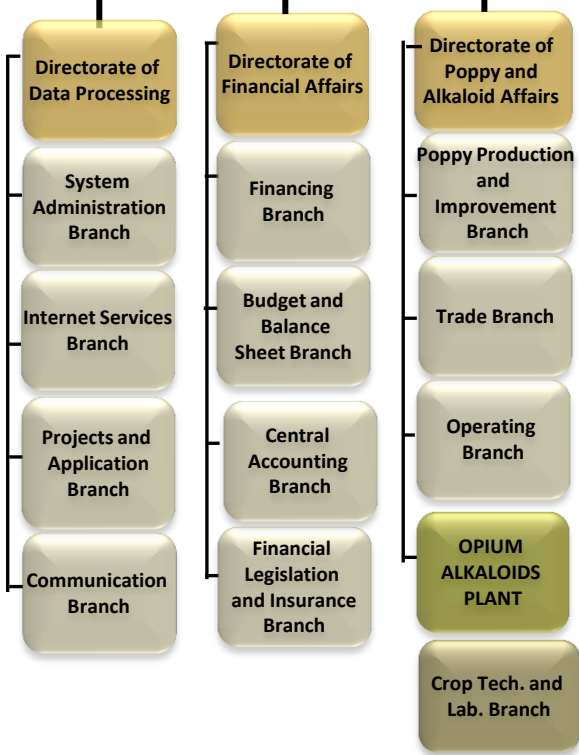 Directorate of
Data Processing
System
Administration
Branch
Internet Services
Branch
Projects and
Application
Branch
Communication
Branch
Directorate of
Financial Affairs
Financing
Branch
Budget and
Balance
Sheet Branch
Central
Accounting
Branch
Financial
Legislation
and Insurance
Branch
Directorate of
Poppy and
Alkaloid Affairs
Poppy Production
and
Improvement
Branch
Trade Branch
Operating
Branch
OPIUM
ALKALOIDS
PLANT
Crop Tech. and
Lab. Branch